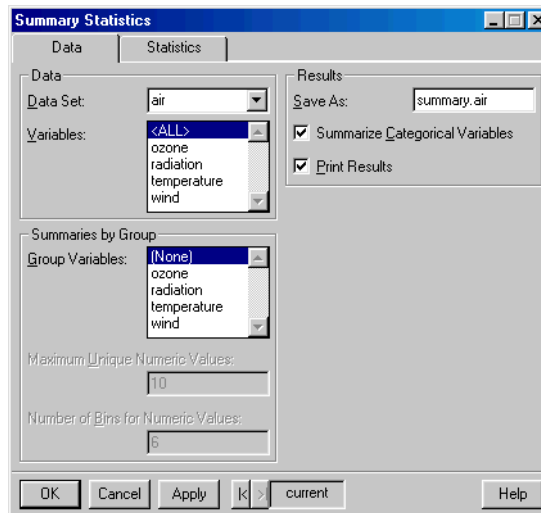 Summary Statistics
Data
Statistics
Data
Data Set:
air
Variables:
<ALL>
ozone
radiation
temperature
wind
Summaries by Group
Group Variables:
(None)
ozone
radiation
temperature
wind
Maximum Unique Numeric Values:
10
Number of Bins for Numeric Values:
6
Results
Save As:
summary.air
Summarize Categorical Variables
Print Results
OK
Cancel
Apply
current
Help